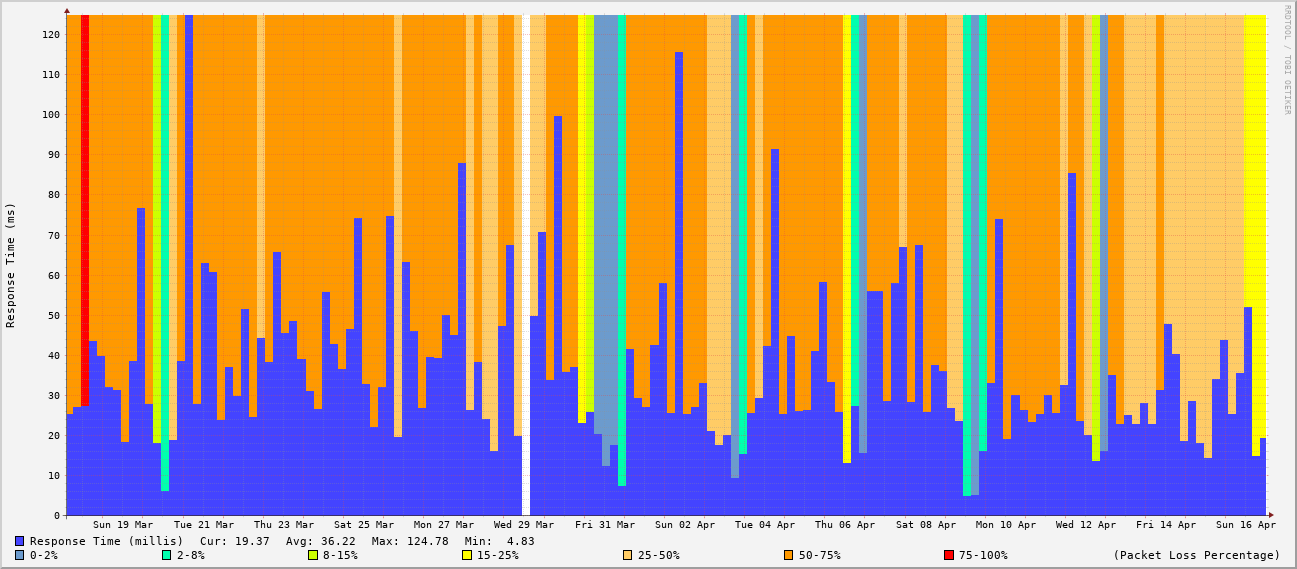 RRDTOOL / TOBI OETIKER
Response Time (ms)
120
110
100
90
80
70
60
50
40
30
20
10
0
Sun 19 Mar Tue 21 Mar Thu 23 Mar Sat 25 Mar Mon 27 Mar Wed 29 Mar Fri 31 Mar Sun 02 Apr Tue 04 Apr Thu 06 Apr Sat 08 Apr Mon 10 Apr Wed 12 Apr Fri 14 Apr Sun 16 Apr
Response Time (millis) Cur: 19.37 Avg: 36.22 Max: 124.78 Min: 4.83
0-2% 2-8% 8-15% 15-25% 25-50% 50-75% 75-100% (Packet Loss Percentage)